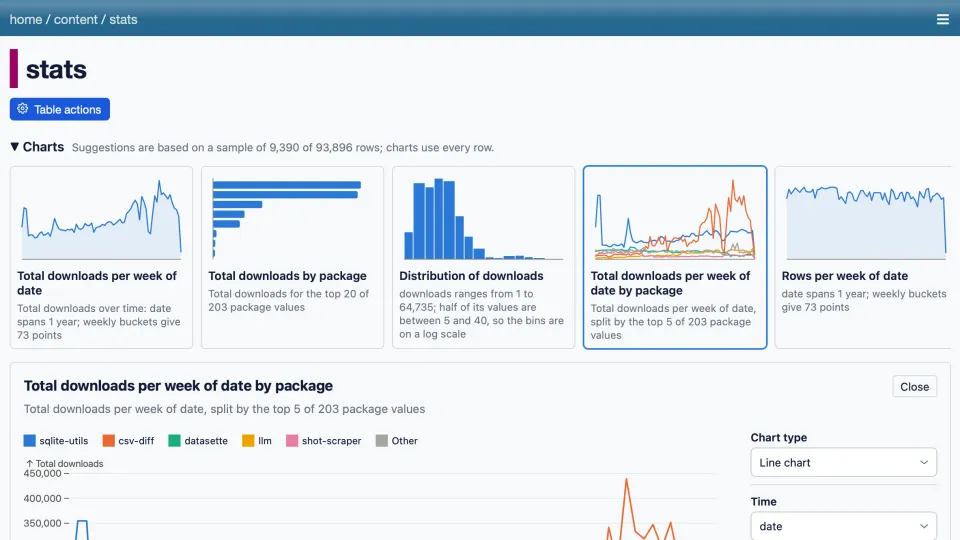 home / content / stats
stats
Table actions
▼ Charts Suggestions are based on a sample of 9,390 of 93,896 rows; charts use every row.
Total downloads per week of
date
Total downloads over time: date
spans 1 year; weekly buckets give
73 points
Total downloads by package
Total downloads for the top 20 of
203 package values
Distribution of downloads
downloads ranges from 1 to
64,735; half of its values are
between 5 and 40, so the bins are
on a log scale
Total downloads per week of
date by package
Total downloads per week of date,
split by the top 5 of 203 package
values
Rows per week of date
date spans 1 year; weekly buckets
give 73 points
Total downloads per week of date by package
Close
Total downloads per week of date, split by the top 5 of 203 package values
sqlite-utils csv-diff datasette llm shot-scraper Other
↑ Total downloads
450,000
400,000
350,000
Chart type
Line chart
Time
date